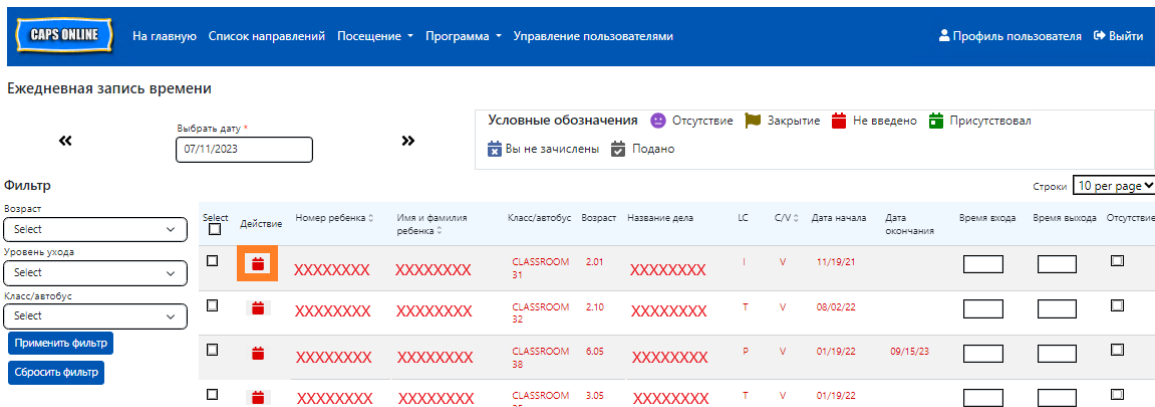 CAPS ONLINE На главную Список направлений Посещение Программа Управление пользователями Профиль пользователя Выйти
Ежедневная запись времени
Выбрать дату *
07/11/2023
Условные обозначения Отсутствие Закрытие Не введено Присутствовал
Вы не зачислены Подано
Фильтр
Строки 10 per page
Возраст
Select
Уровень ухода
Select
Класс/автобус
Select
Применить фильтр
Сбросить фильтр
Select Действие Номер ребенка Имя и фамилия ребенка Класс/автобус Возраст Название дела LC C/V Дата начала Дата окончания Время входа Время выхода Отсутствие
XXXXXXXX XXXXXXXX CLASSROOM 31 2.01 XXXXXXXX I V 11/19/21
XXXXXXXX XXXXXXXX CLASSROOM 32 2.10 XXXXXXXX T V 08/02/22
XXXXXXXX XXXXXXXX CLASSROOM 38 6.05 XXXXXXXX P V 01/19/22 09/15/23
XXXXXXXX XXXXXXXX CLASSROOM 3.05 XXXXXXXX T V 01/19/22